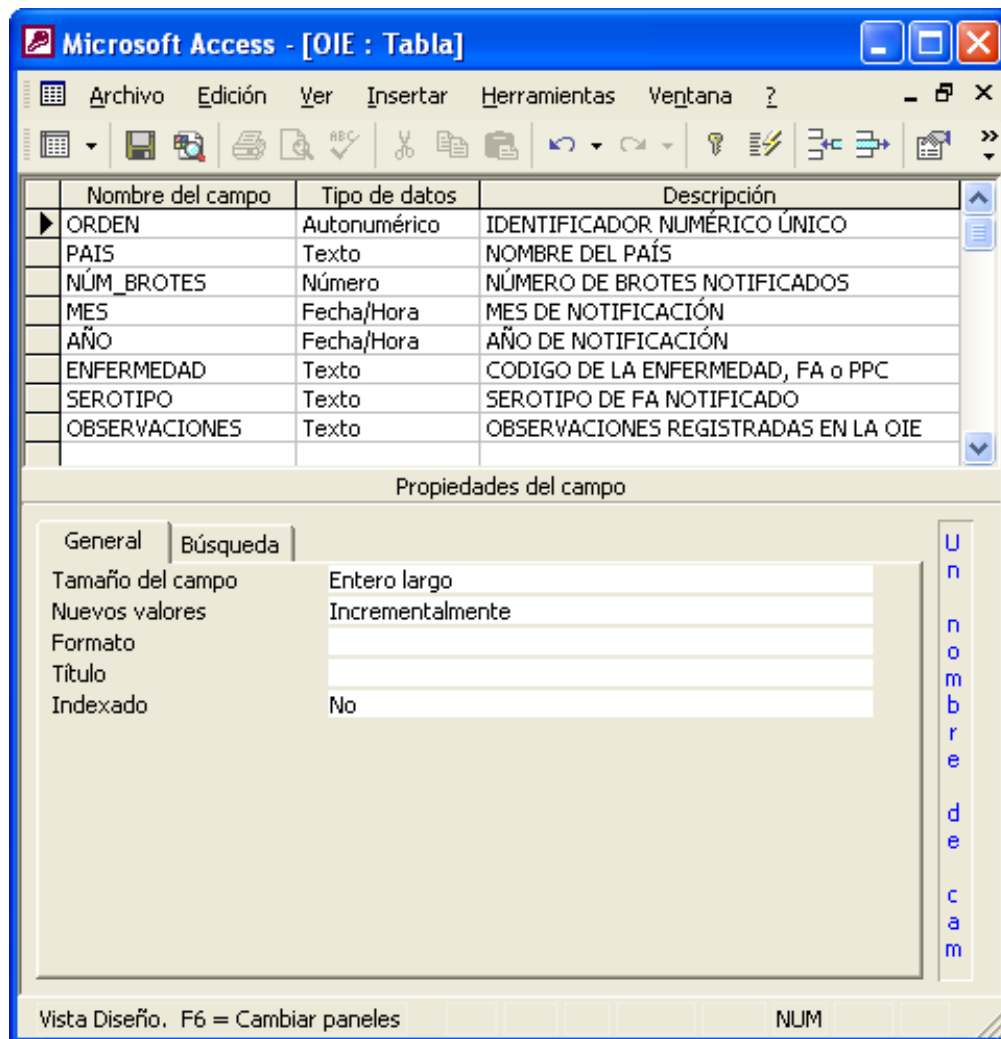 Microsoft Access - [OIE : Tabla]
Archivo Edición Ver Insertar Herramientas Ventana ?
ABC
Nombre del campo Tipo de datos Descripción
ORDEN Autonumérico IDENTIFICADOR NUMÉRICO ÚNICO
PAIS Texto NOMBRE DEL PAÍS
NÚM_BROTES Número NÚMERO DE BROTES NOTIFICADOS
MES Fecha/Hora MES DE NOTIFICACIÓN
AÑO Fecha/Hora AÑO DE NOTIFICACIÓN
ENFERMEDAD Texto CODIGO DE LA ENFERMEDAD, FA o PPC
SEROTIPO Texto SEROTIPO DE FA NOTIFICADO
OBSERVACIONES Texto OBSERVACIONES REGISTRADAS EN LA OIE
Propiedades del campo
General Búsqueda
Tamaño del campo Entero largo
Nuevos valores Incrementalmente
Formato
Título
Indexado No
Un nombre de cam
Vista Diseño. F6 = Cambiar paneles NUM